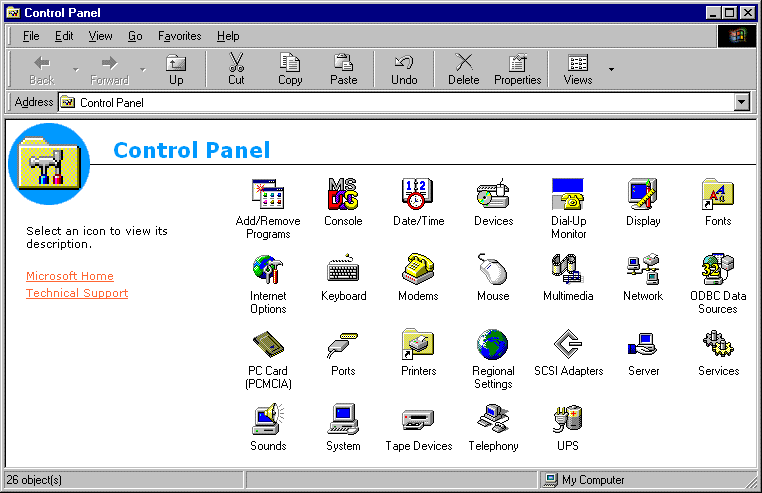 Control Panel
File Edit View Go Favorites Help
Back Forward Up Cut Copy Paste Undo Delete Properties Views
Address Control Panel
Control Panel
Select an icon to view its
description.
Microsoft Home
Technical Support
Add/Remove
Programs
Console
Date/Time
Devices
Dial-Up
Monitor
Display
Fonts
Internet
Options
Keyboard
Modems
Mouse
Multimedia
Network
ODBC Data
Sources
PC Card
(PCMCIA)
Ports
Printers
Regional
Settings
SCSI Adapters
Server
Services
Sounds
System
Tape Devices
Telephony
UPS
26 object(s)
My Computer